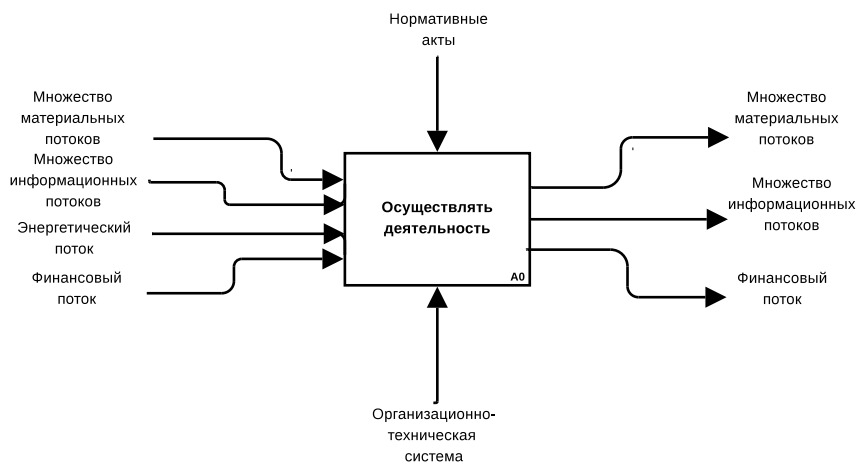 Нормативные
акты
Множество
материальных
потоков
Множество
информационных
потоков
Энергетический
поток
Финансовый
поток
Осуществлять
деятельность
A0
Множество
материальных
потоков
Множество
информационных
потоков
Финансовый
поток
Организационно-
техническая
система